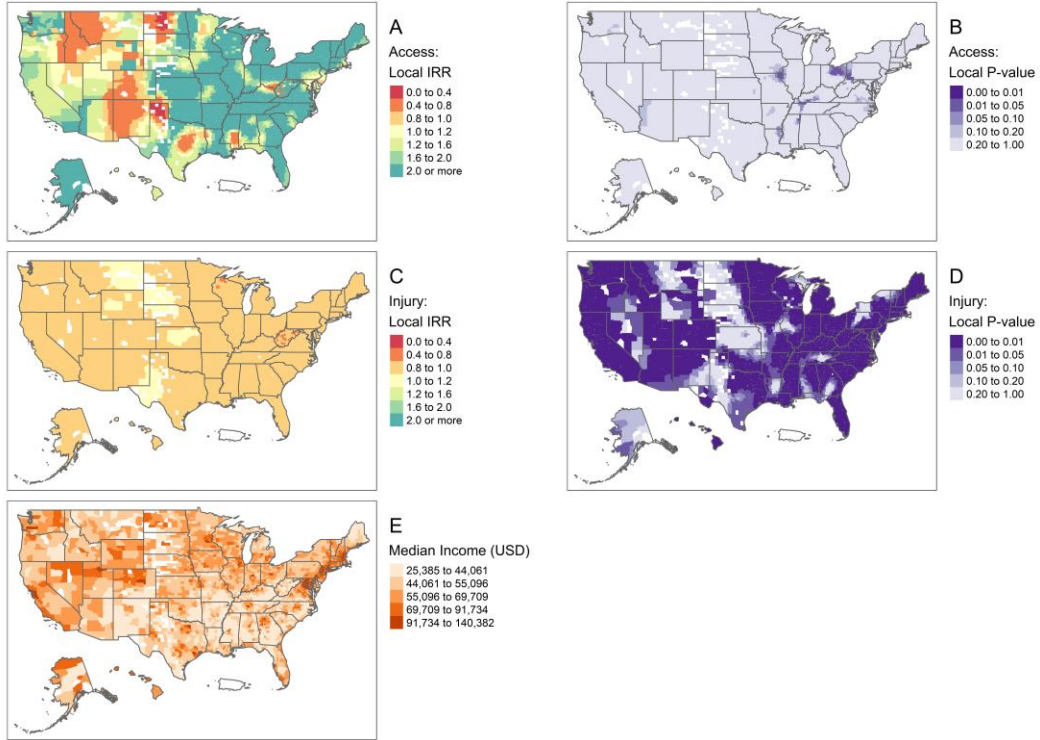 A
Access:
Local IRR
0.0 to 0.4
0.4 to 0.8
0.8 to 1.0
1.0 to 1.2
1.2 to 1.6
1.6 to 2.0
2.0 or more
B
Access:
Local P-value
0.00 to 0.01
0.01 to 0.05
0.05 to 0.10
0.10 to 0.20
0.20 to 1.00
C
Injury:
Local IRR
0.0 to 0.4
0.4 to 0.8
0.8 to 1.0
1.0 to 1.2
1.2 to 1.6
1.6 to 2.0
2.0 or more
D
Injury:
Local P-value
0.00 to 0.01
0.01 to 0.05
0.05 to 0.10
0.10 to 0.20
0.20 to 1.00
E
Median Income (USD)
25,385 to 44,061
44,061 to 55,096
55,096 to 69,709
69,709 to 91,734
91,734 to 140,382